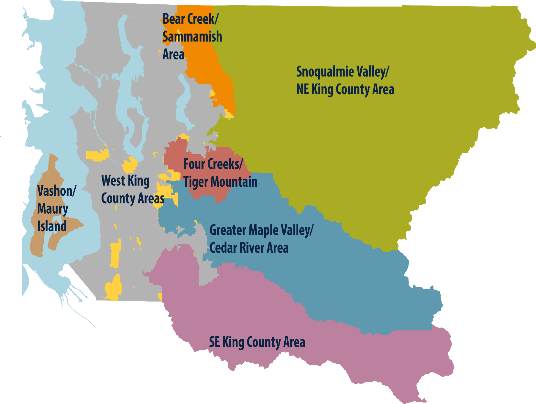 Bear Creek/
Sammamish
Area
Snoqualmie Valley/
NE King County Area
Four Creeks/
Tiger Mountain
West King
County Areas
Vashon/
Maury
Island
Greater Maple Valley/
Cedar River Area
SE King County Area